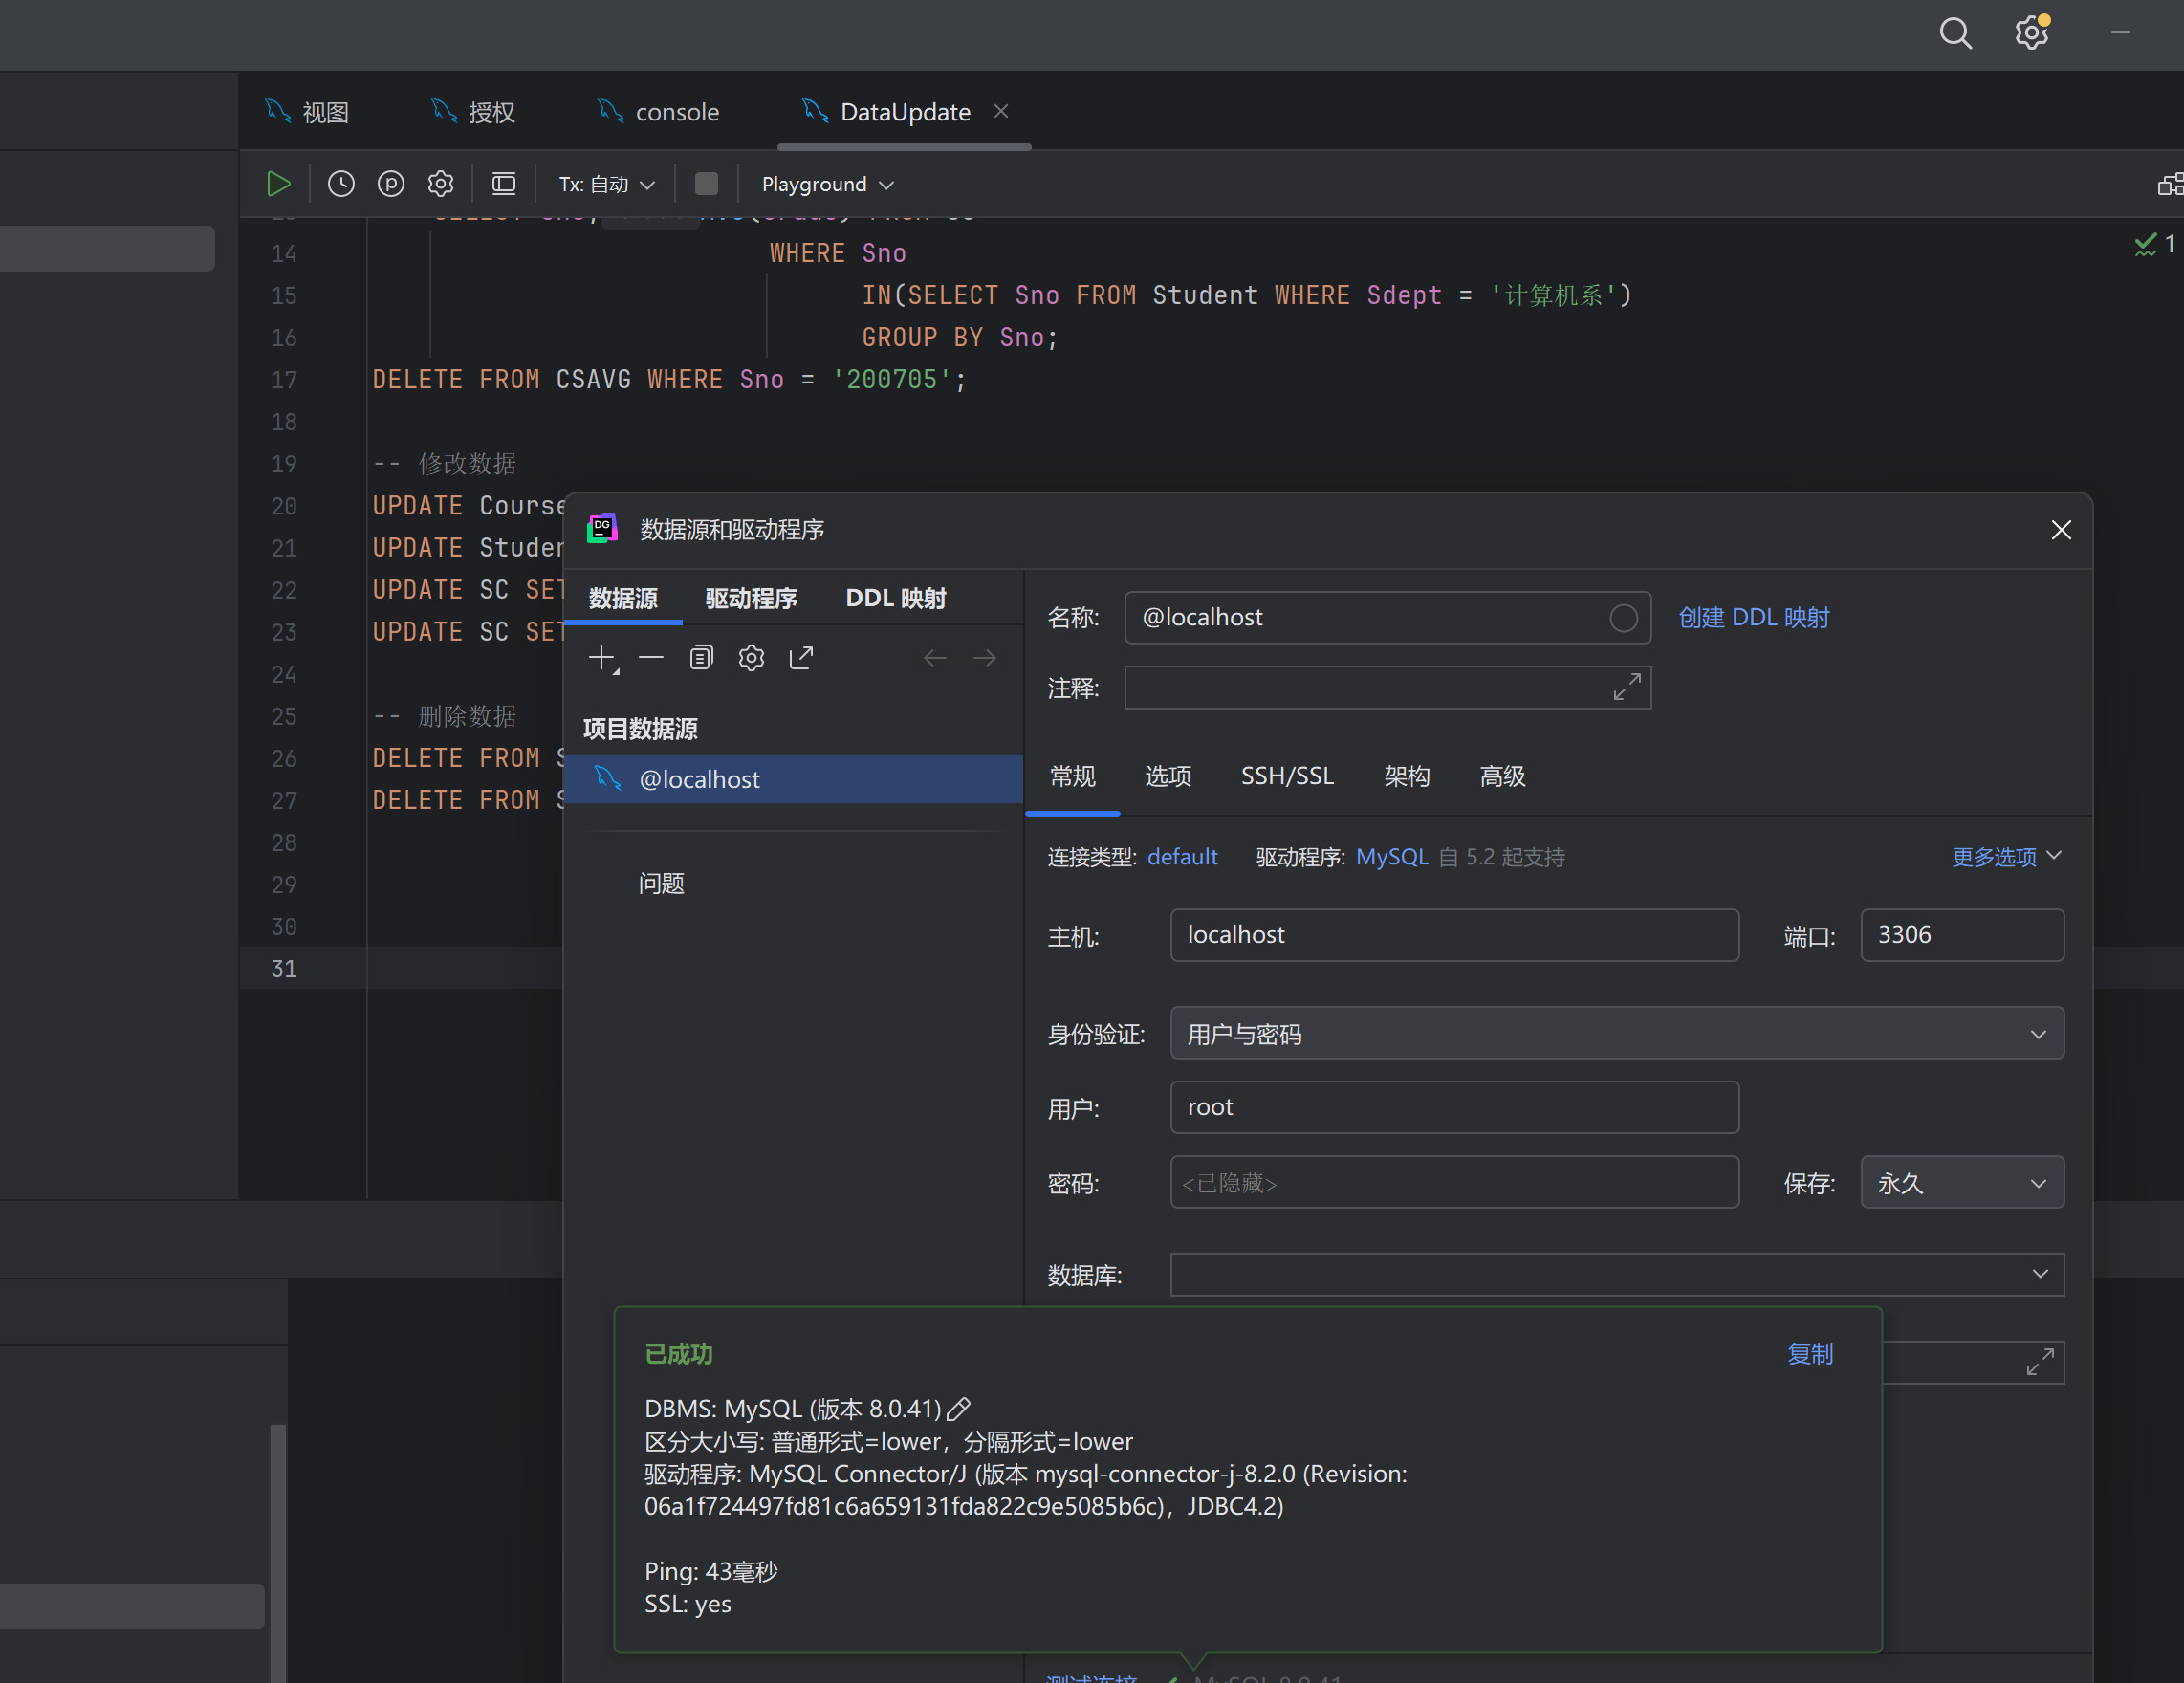 视图
授权
console
DataUpdate
Tx: 自动
Playground
1
14 WHERE Sno
15 IN(SELECT Sno FROM Student WHERE Sdept = '计算机系')
16 GROUP BY Sno;
17 DELETE FROM CSAVG WHERE Sno = '200705';
18
19 -- 修改数据
20 UPDATE Course
21 UPDATE Studen
22 UPDATE SC SET
23 UPDATE SC SET
24
25 -- 删除数据
26 DELETE FROM S
27 DELETE FROM S
28
29
30
31
DG
数据源和驱动程序
数据源
驱动程序
DDL 映射
项目数据源
@localhost
问题
名称: @localhost
创建 DDL 映射
注释:
常规
选项
SSH/SSL
架构
高级
连接类型: default 驱动程序: MySQL 自 5.2 起支持
更多选项
主机: localhost
端口: 3306
身份验证: 用户与密码
用户: root
密码: <已隐藏>
保存: 永久
数据库:
已成功
复制
DBMS: MySQL (版本 8.0.41)
区分大小写: 普通形式=lower，分隔形式=lower
驱动程序: MySQL Connector/J (版本 mysql-connector-j-8.2.0 (Revision:
06a1f724497fd81c6a659131fda822c9e5085b6c)，JDBC4.2)
Ping: 43毫秒
SSL: yes
测试连接
MySQL 8.0.41